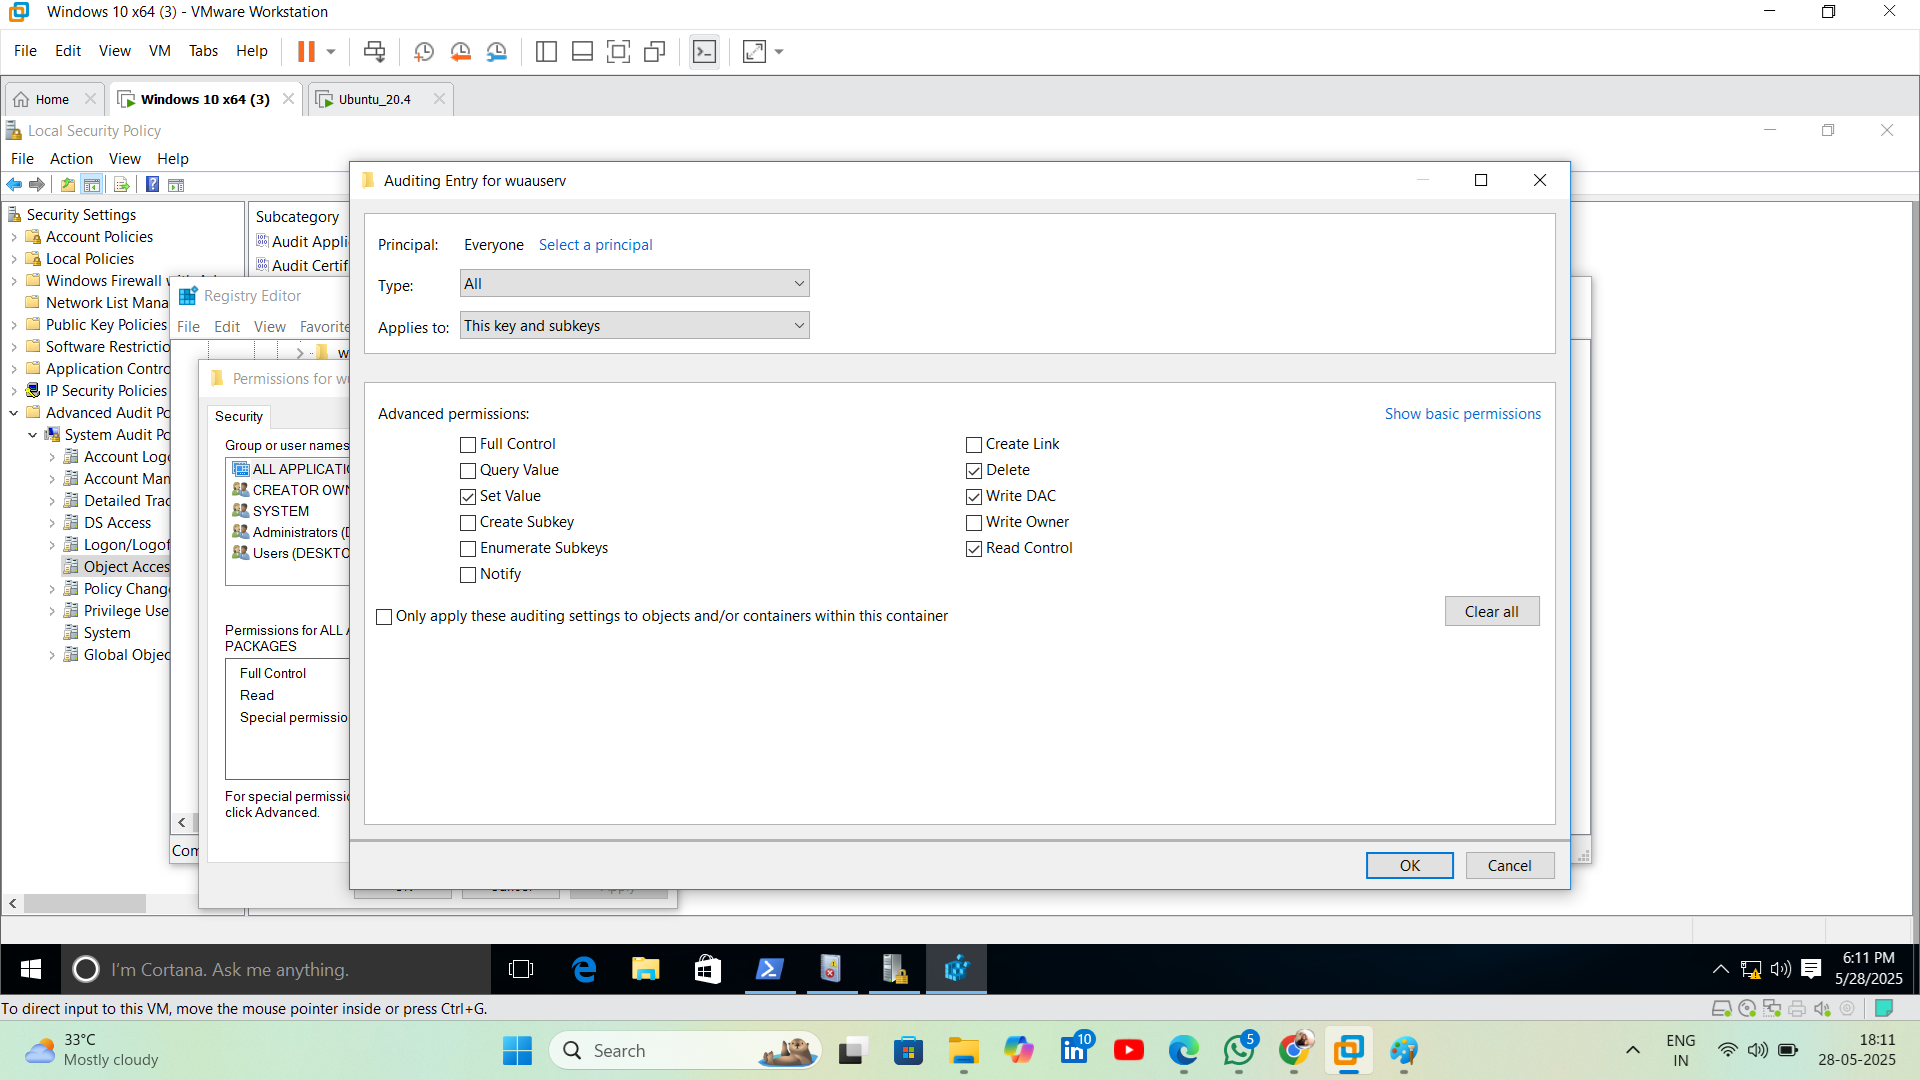 Windows 10 x64 (3) - VMware Workstation
File Edit View VM Tabs Help
Home
Windows 10 x64 (3)
Ubuntu_20.4
Local Security Policy
File Action View Help
Security Settings
Account Policies
Local Policies
Windows Firewall
Network List Mana
Public Key Policies
Software Restrictio
Application Contro
IP Security Policies
Advanced Audit Po
System Audit Po
Account Logo
Account Man
Detailed Trac
DS Access
Logon/Logof
Object Acces
Policy Chang
Privilege Use
System
Global Objec
Subcategory
Audit Appli
Audit Certif
Registry Editor
File Edit View Favorite
Permissions for wu
Security
Group or user names
ALL APPLICATIO
CREATOR OWN
SYSTEM
Administrators (D
Users (DESKTO
Permissions for ALL A
PACKAGES
Full Control
Read
Special permissio
For special permissio
click Advanced.
Com
Auditing Entry for wuauserv
Principal: Everyone Select a principal
Type: All
Applies to: This key and subkeys
Advanced permissions:
Show basic permissions
Full Control
Query Value
Set Value
Create Subkey
Enumerate Subkeys
Notify
Create Link
Delete
Write DAC
Write Owner
Read Control
Only apply these auditing settings to objects and/or containers within this container
Clear all
OK
Cancel
I'm Cortana. Ask me anything.
6:11 PM
5/28/2025
To direct input to this VM, move the mouse pointer inside or press Ctrl+G.
33°C
Mostly cloudy
Search
10
5
ENG
IN
18:11
28-05-2025